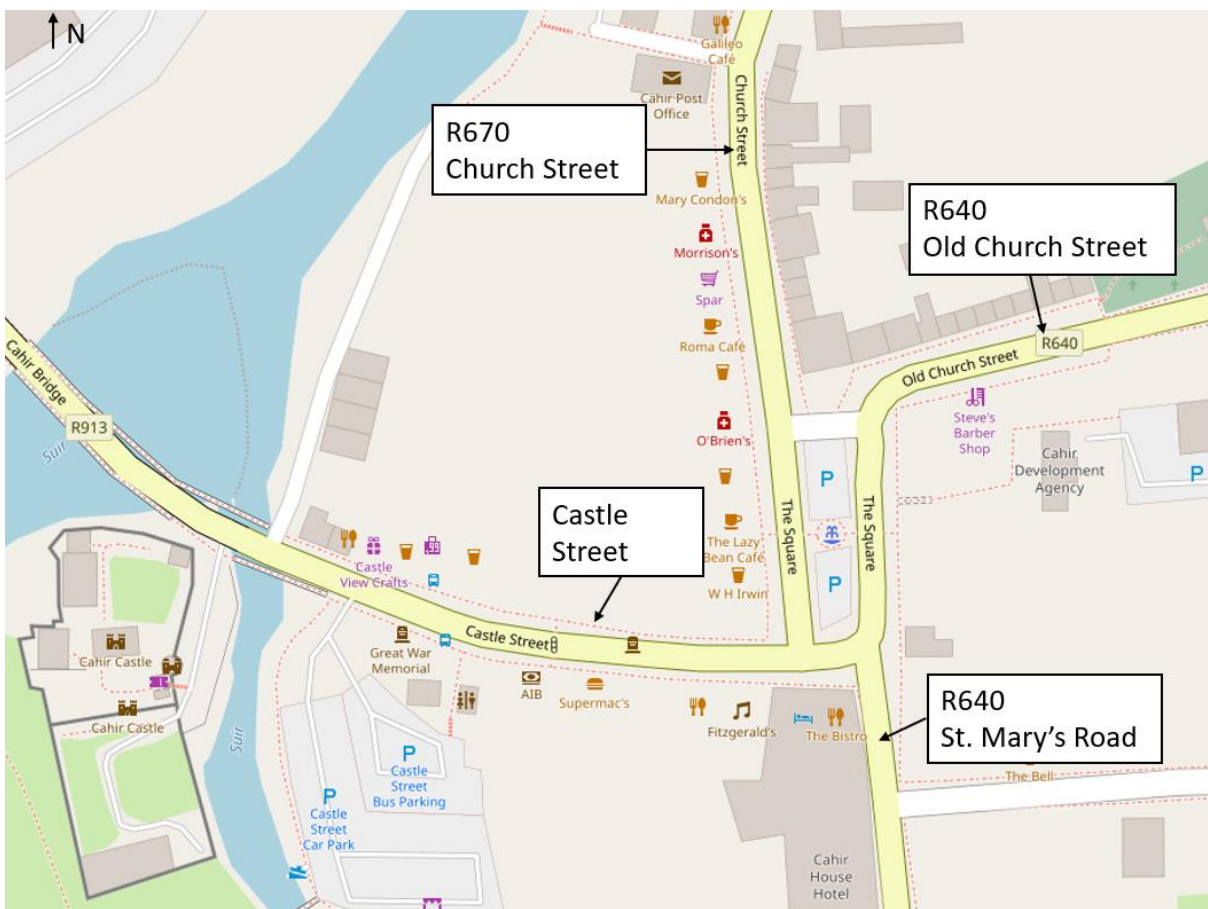 N
Galileo
Café
Cahir Post
Office
Church Street
R670
Church Street
Mary Condon's
Morrison's
Spar
Roma Café
O'Brien's
R640
Old Church Street
R640
Old Church Street
Steve's
Barber
Shop
Cahir
Development
Agency
P
Cahir Bridge
R913
Suir
Castle
Street
The Lazy
Bean Café
W H Irwin
The Square
P
P
The Square
99
Castle
View Crafts
Castle Street
Great War
Memorial
AIB
Supermac's
Fitzgerald's
The Bistro
R640
St. Mary's Road
The Bell
Cahir Castle
Cahir Castle
Suir
P
Castle
Street
Bus Parking
P
Castle
Street
Car Park
Cahir
House
Hotel